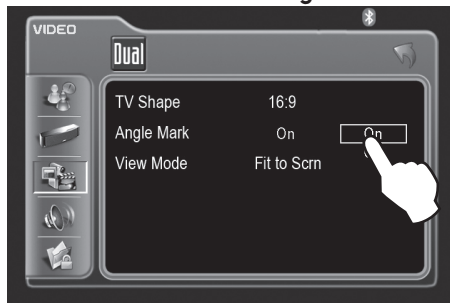 VIDEO
Dual
TV Shape 16:9
Angle Mark On On
View Mode Fit to Scrn